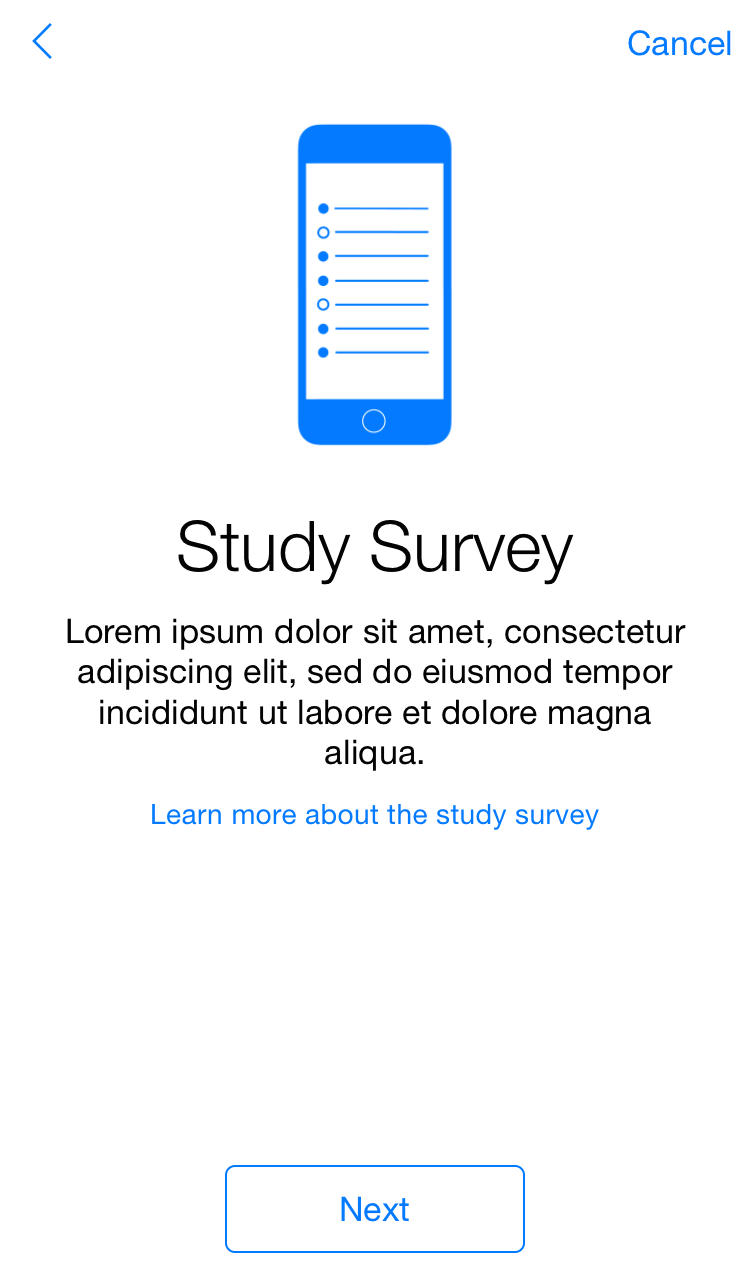 Cancel
Study Survey
Lorem ipsum dolor sit amet, consectetur
adipiscing elit, sed do eiusmod tempor
incididunt ut labore et dolore magna
aliqua.
Learn more about the study survey
Next